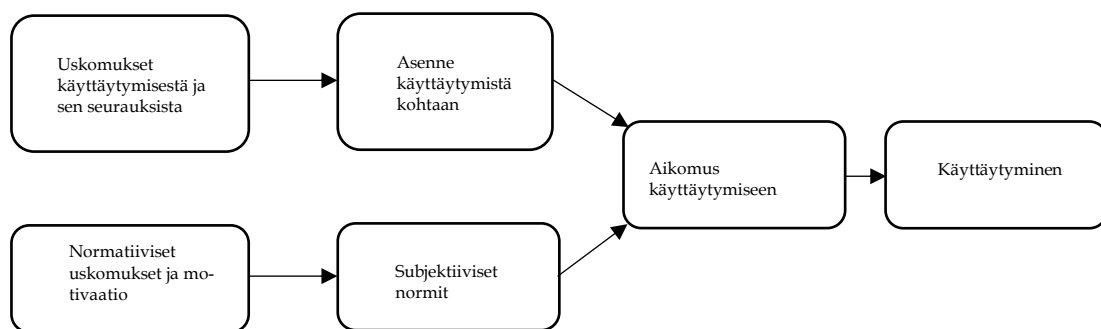 Uskomukset
käyttäytymisestä ja
sen seurauksista
Asenne
käyttäytymistä
kohtaan
Aikomus
käyttäytymiseen
Käyttäytyminen
Normatiiviset
uskomukset ja mo-
tivaatio
Subjektiiviset
normit